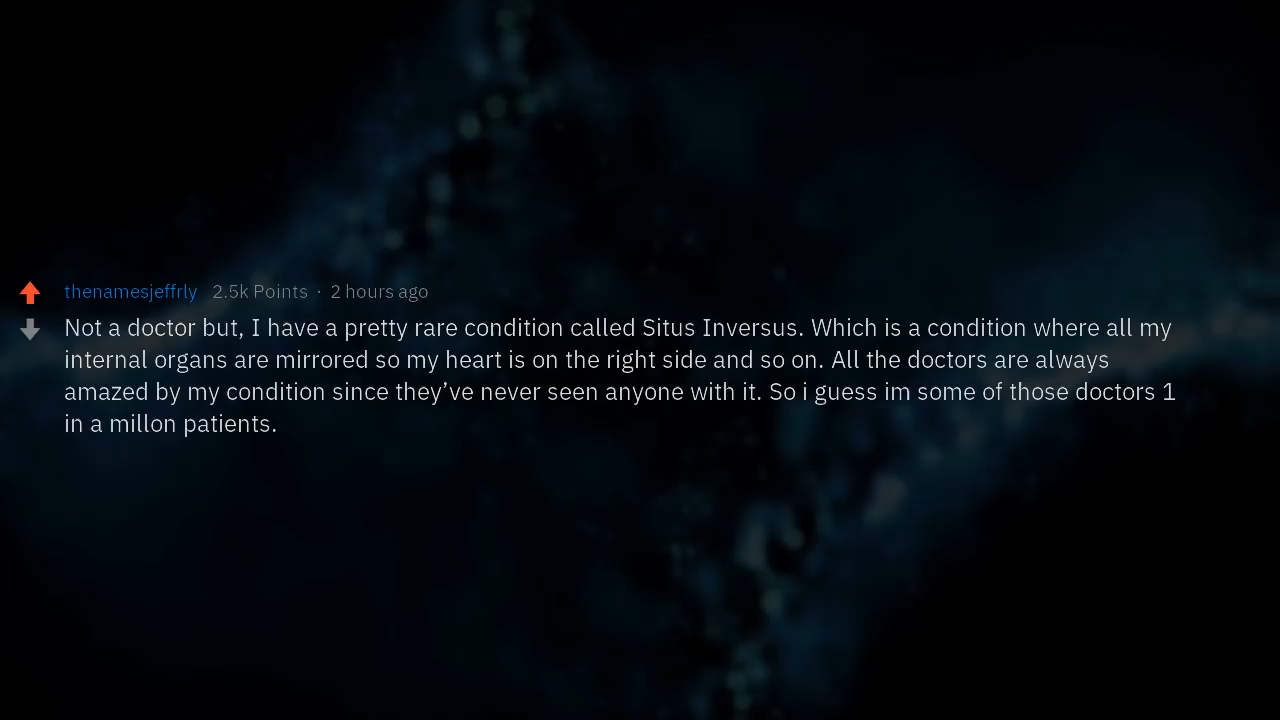 thenamesjeffrly 2.5k Points · 2 hours ago
Not a doctor but, I have a pretty rare condition called Situs Inversus. Which is a condition where all my
internal organs are mirrored so my heart is on the right side and so on. All the doctors are always
amazed by my condition since they’ve never seen anyone with it. So i guess im some of those doctors 1
in a millon patients.